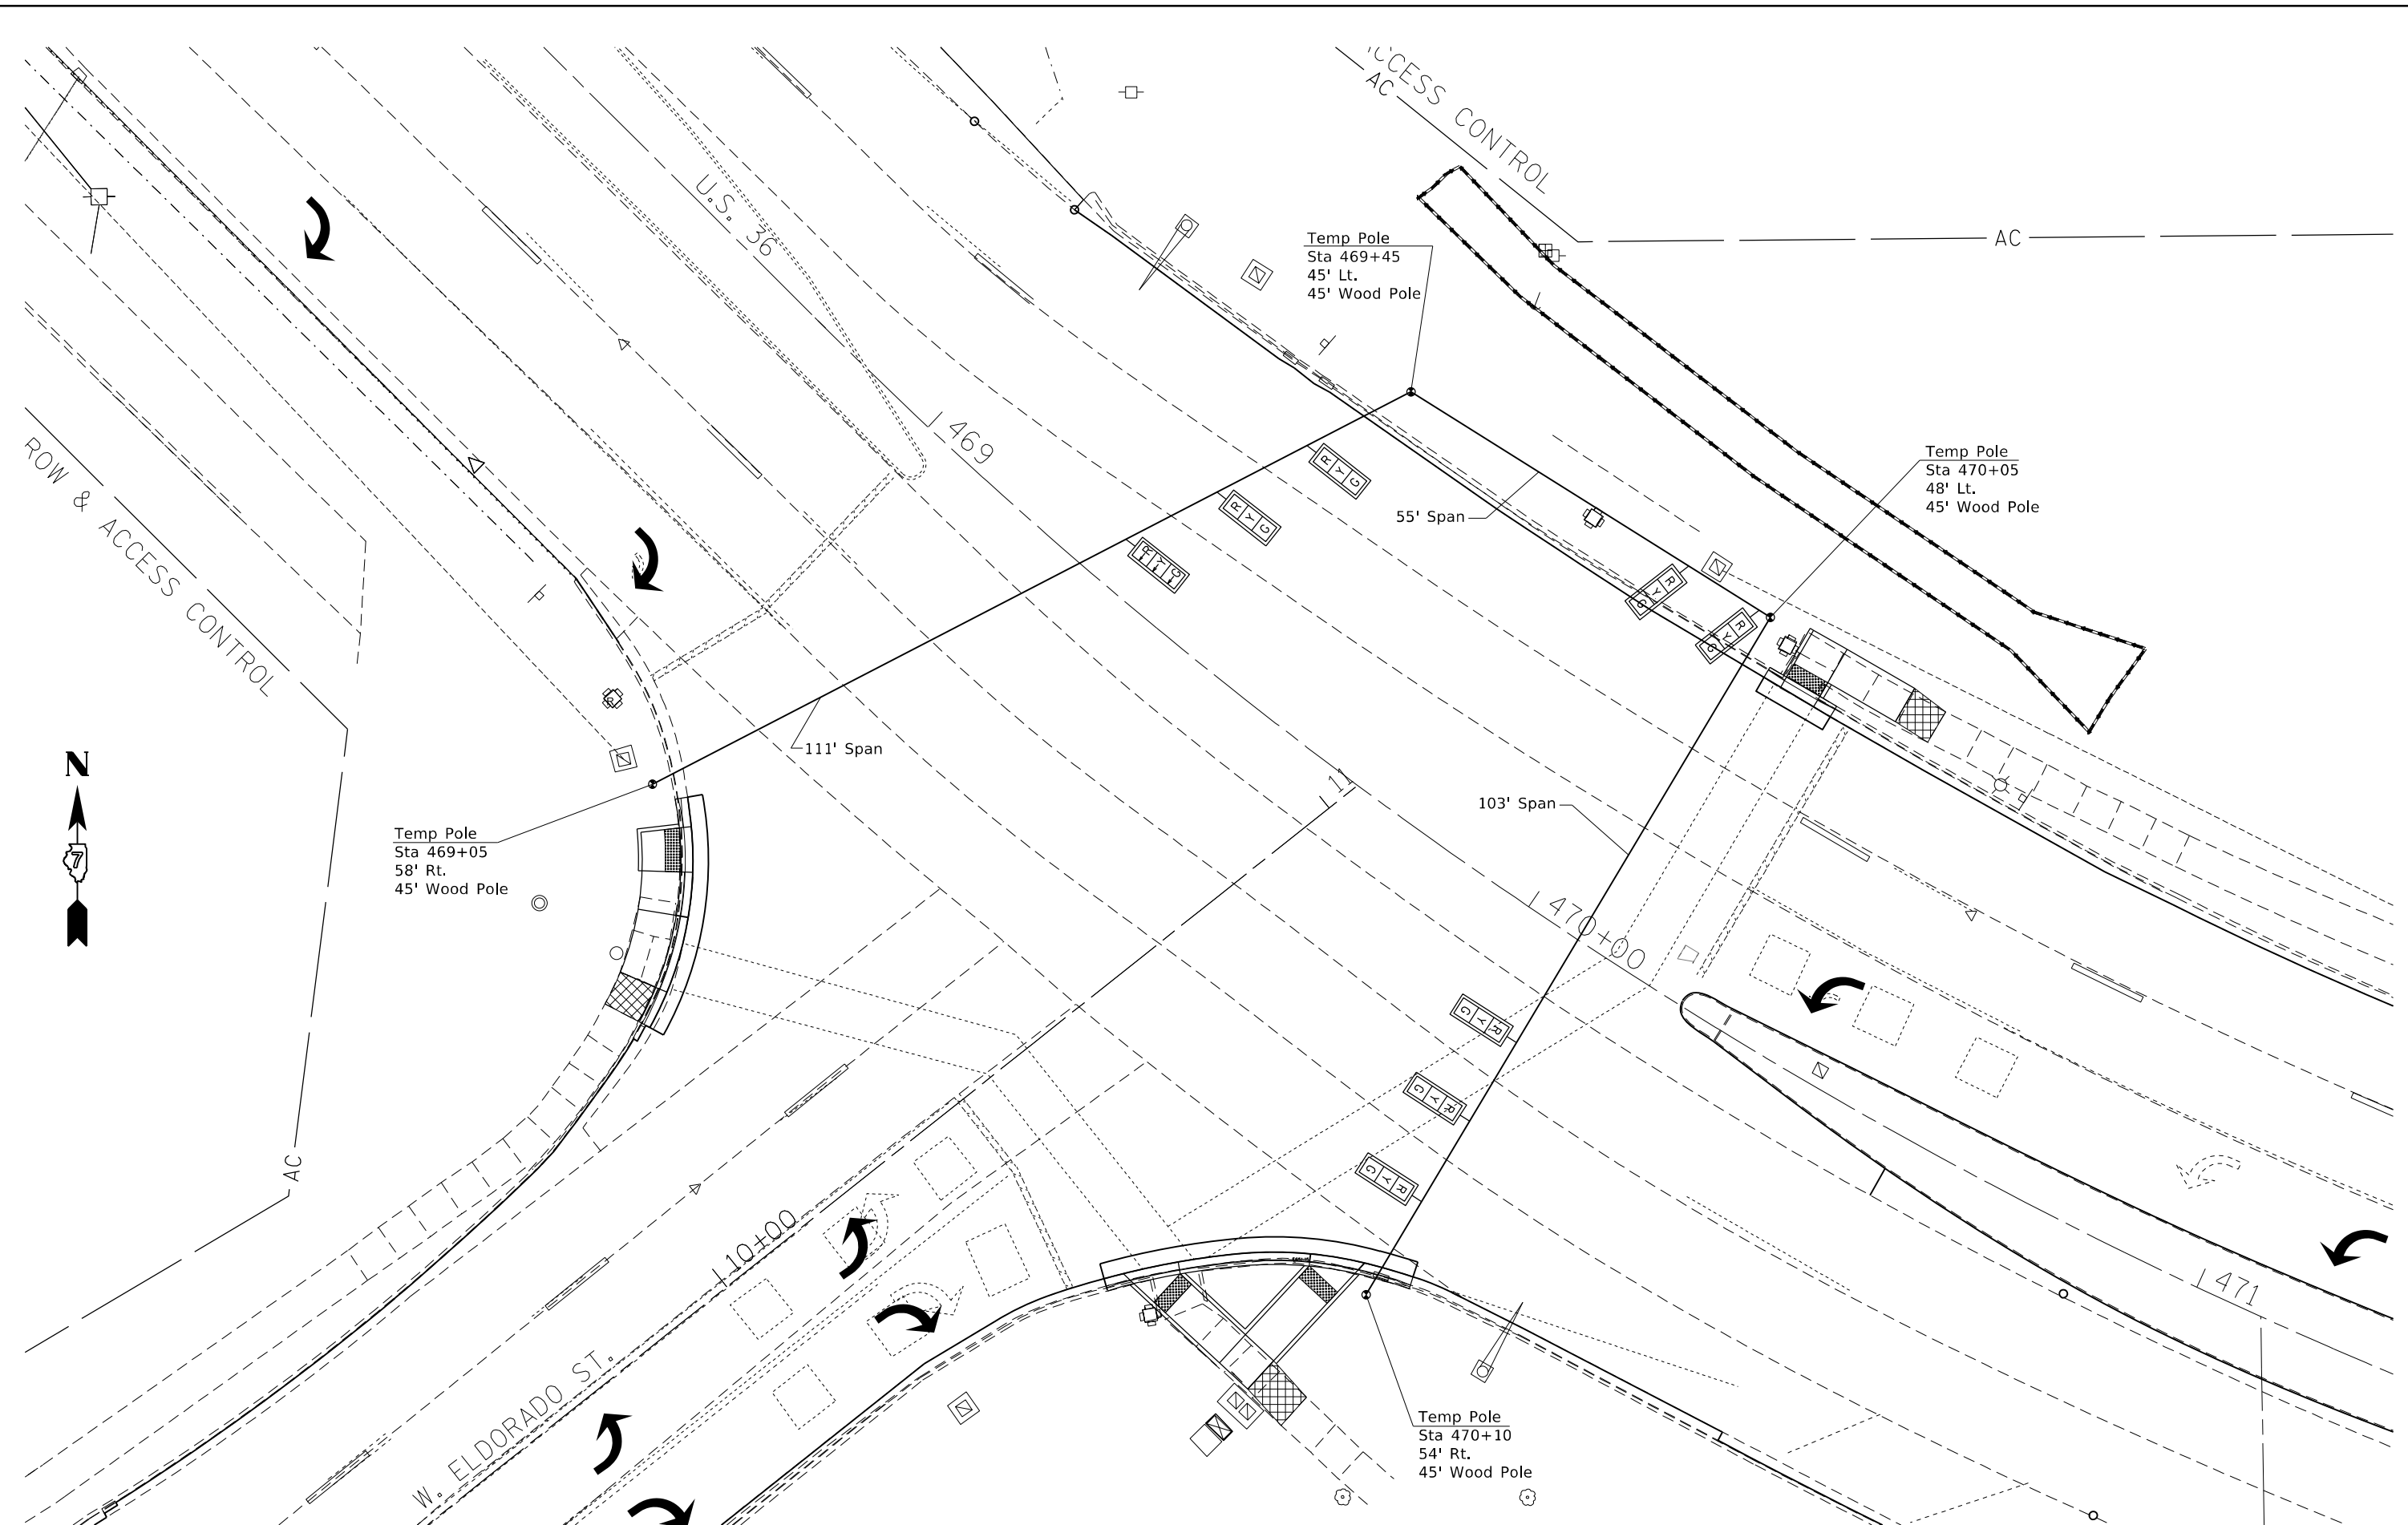 ACCESS CONTROL
AC
AC
U.S. 36
Temp Pole
Sta 469+45
45' Lt.
45' Wood Pole
469
R Y G
R Y G
R Y G
55' Span
Temp Pole
Sta 470+05
48' Lt.
45' Wood Pole
R Y G
R Y G
ROW & ACCESS CONTROL
R
111' Span
N
7
Temp Pole
Sta 469+05
58' Rt.
45' Wood Pole
11
103' Span
470+00
R Y G
R Y G
R Y G
AC
10+00
471
W. ELDORADO ST.
Temp Pole
Sta 470+10
54' Rt.
45' Wood Pole